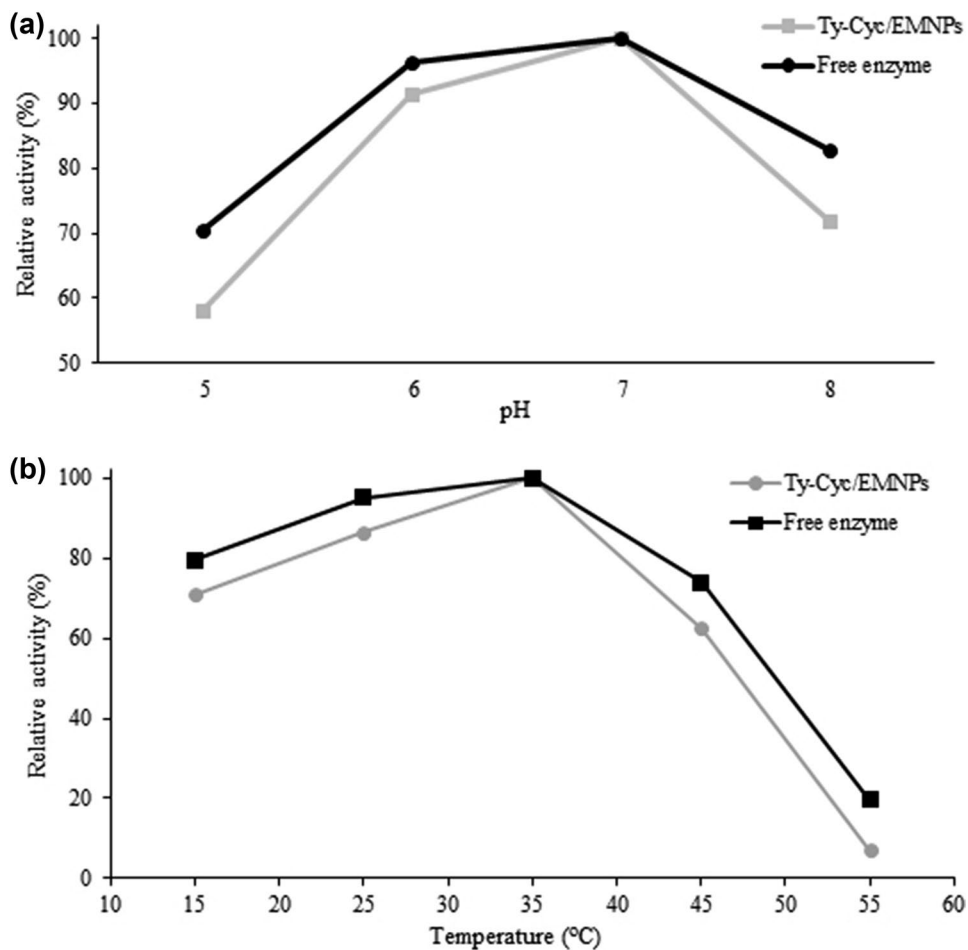 (a)
Ty-Cyc/EMNPs
Free enzyme
Relative activity (%)
100
90
80
70
60
50
5 6 7 8
pH
(b)
Ty-Cyc/EMNPs
Free enzyme
Relative activity (%)
100
80
60
40
20
0
10 15 20 25 30 35 40 45 50 55 60
Temperature (°C)